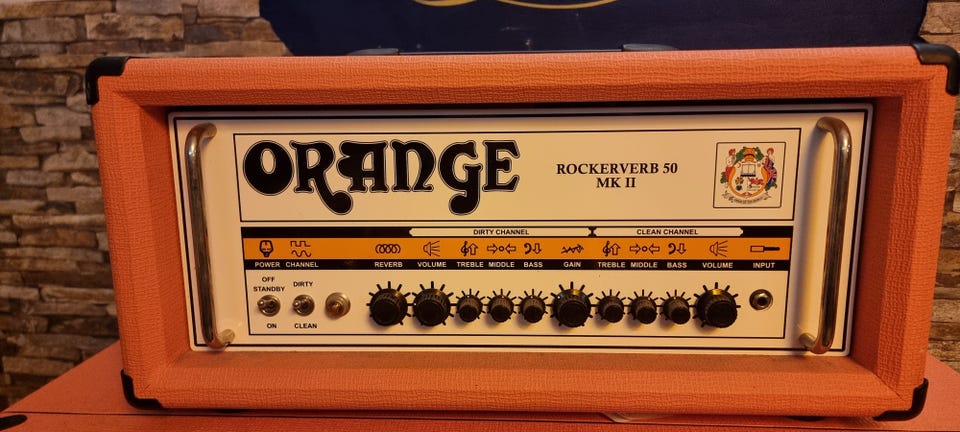 ORANGE
ROCKERVERB 50
MK II
DIRTY CHANNEL CLEAN CHANNEL
POWER CHANNEL REVERB VOLUME TREBLE MIDDLE BASS GAIN TREBLE MIDDLE BASS VOLUME INPUT
OFF
STANDBY DIRTY
ON CLEAN